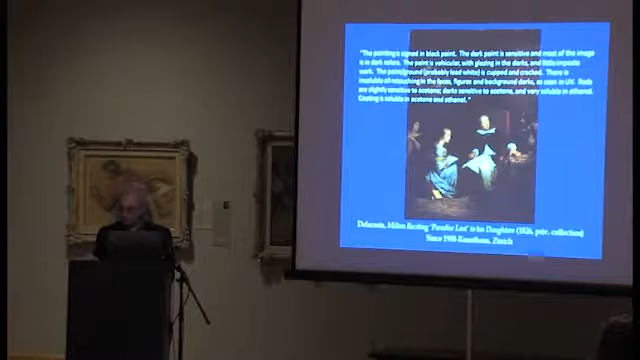 "The painting is signed in black paint. The dark paint is sensitive and most of the image
is in dark colors. The paint is vehicular, with glazing in the darks, and little impasto
work. The paint/ground (probably lead white) is cupped and cracked. There is
insoluble of retouching in the faces, figures and background darks, as seen in UV. Reds
are slightly sensitive to acetone; darks sensitive to acetone, and very soluble in ethanol.
Coating is soluble in acetone and ethanol."
Delacroix, Milton Reciting 'Paradise Lost' to his Daughters (1826, priv. collection)
Since 1988-Kunsthaus, Zürich